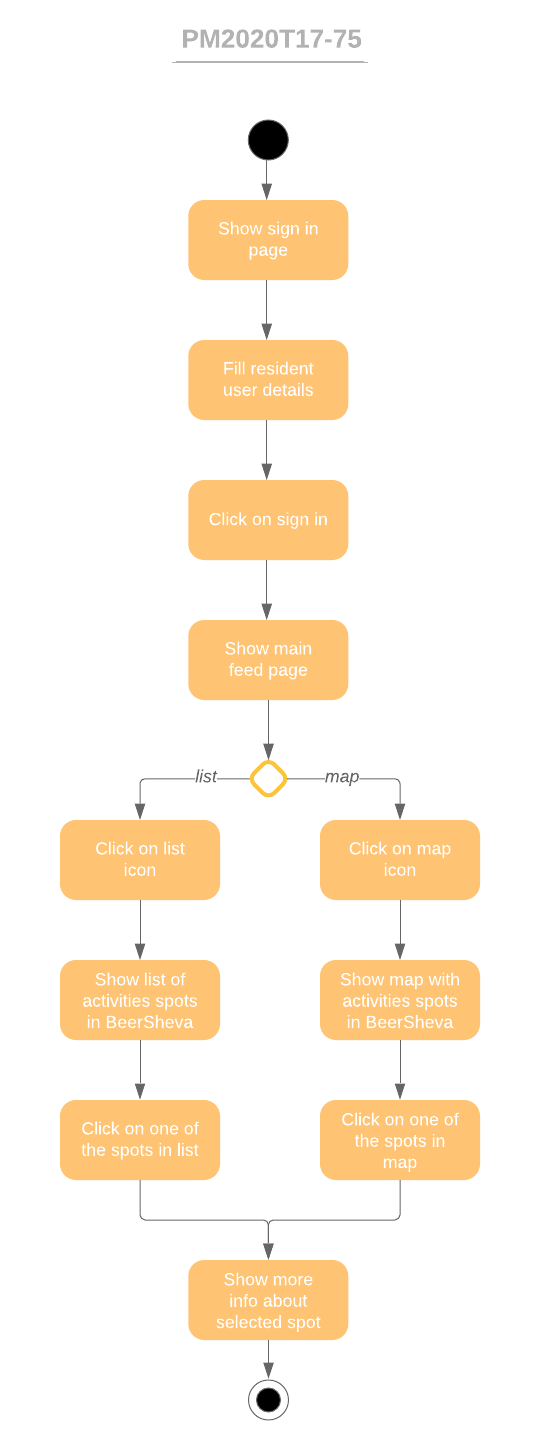 PM2020T17-75
Show sign in
page
Fill resident
user details
Click on sign in
Show main
feed page
list
map
Click on list
icon
Click on map
icon
Show list of
activities spots
in BeerSheva
Show map with
activities spots
in BeerSheva
Click on one of
the spots in list
Click on one of
the spots in
map
Show more
info about
selected spot